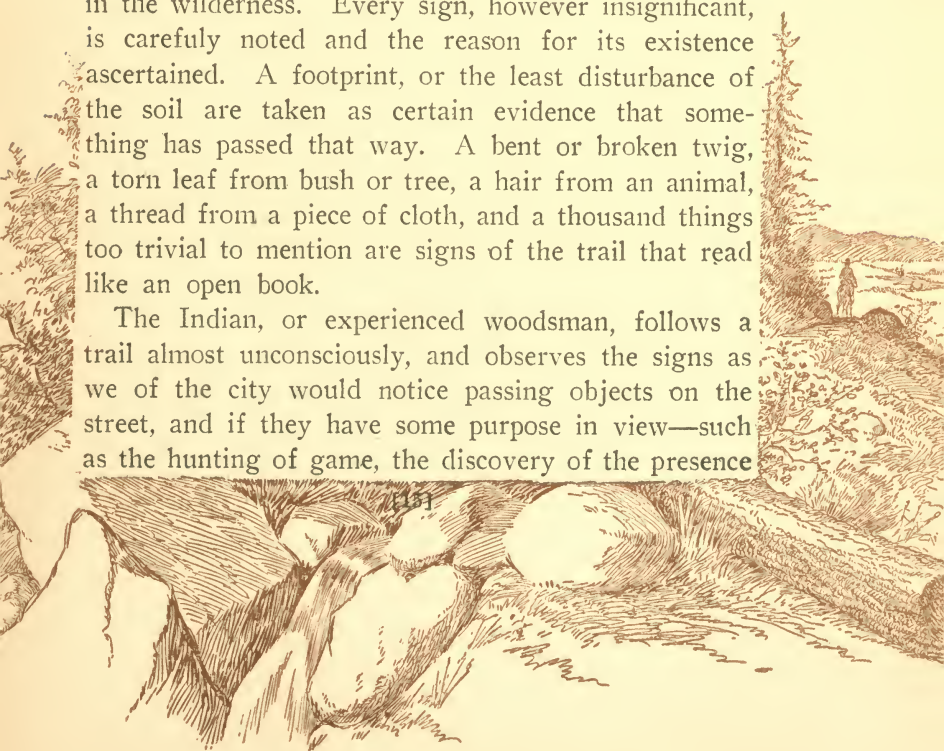 in the wilderness. Every sign, however insignificant,
is carefuly noted and the reason for its existence
ascertained. A footprint, or the least disturbance of
the soil are taken as certain evidence that some-
thing has passed that way. A bent or broken twig,
a torn leaf from bush or tree, a hair from an animal,
a thread from a piece of cloth, and a thousand things
too trivial to mention are signs of the trail that read
like an open book.
The Indian, or experienced woodsman, follows a
trail almost unconsciously, and observes the signs as
we of the city would notice passing objects on the
street, and if they have some purpose in view—such
as the hunting of game, the discovery of the presence
[15]